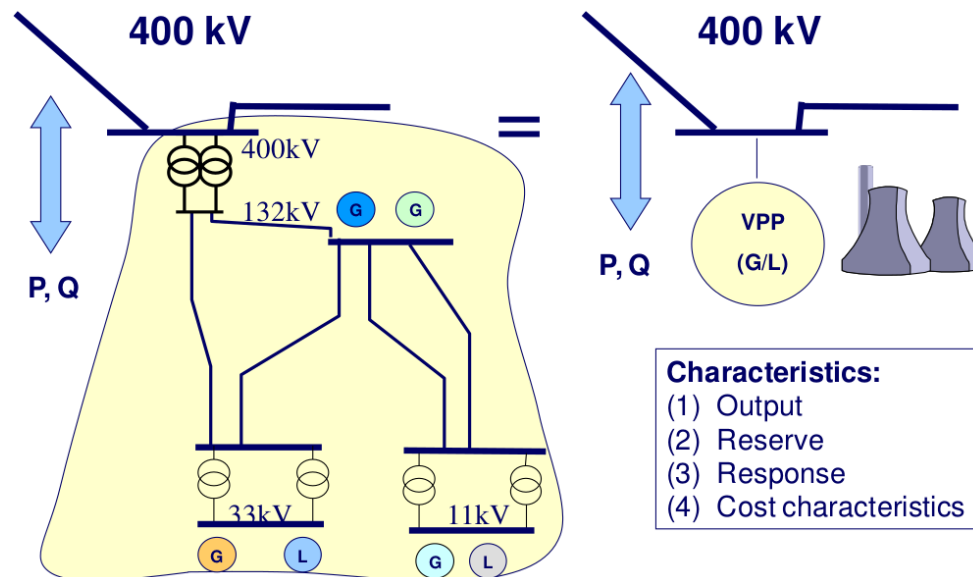 400 kV
400kV
132kV
G
G
P, Q
33kV
11kV
G
L
G
L
=
400 kV
P, Q
VPP
(G/L)
Characteristics:
(1) Output
(2) Reserve
(3) Response
(4) Cost characteristics